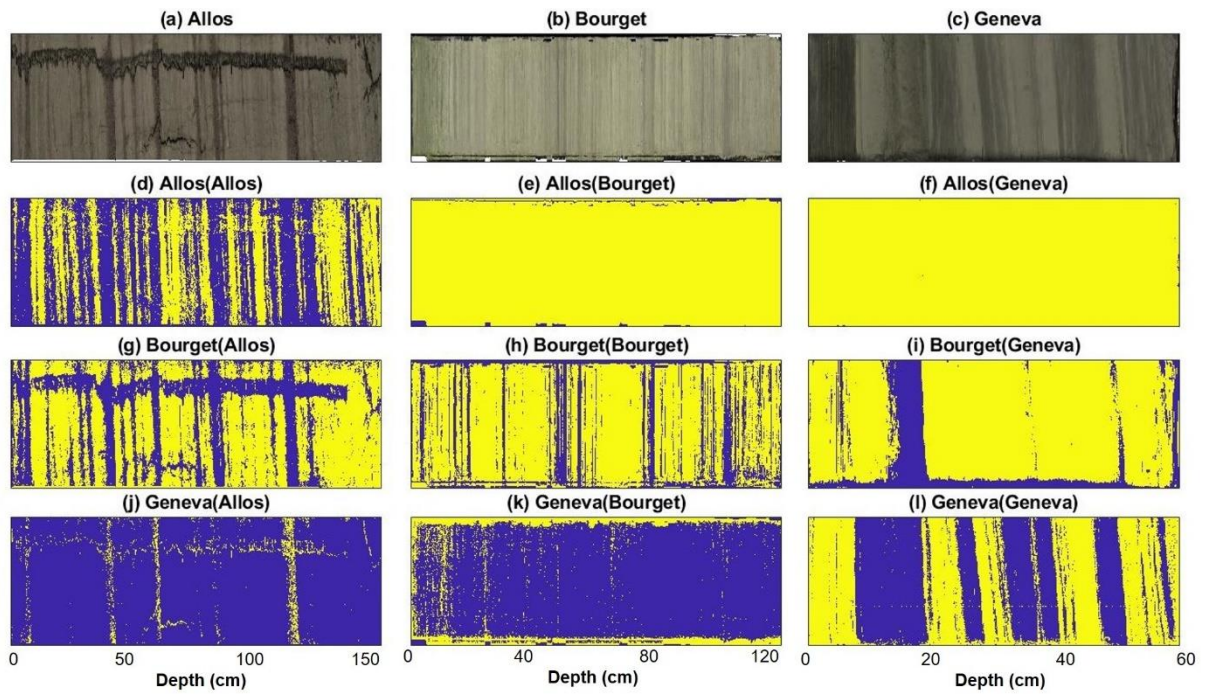 (a) Allos
(b) Bourget
(c) Geneva
(d) Allos(Allos)
(e) Allos(Bourget)
(f) Allos(Geneva)
(g) Bourget(Allos)
(h) Bourget(Bourget)
(i) Bourget(Geneva)
(j) Geneva(Allos)
(k) Geneva(Bourget)
(l) Geneva(Geneva)
0 50 100 150
0 40 80 120
0 20 40 60
Depth (cm)
Depth (cm)
Depth (cm)